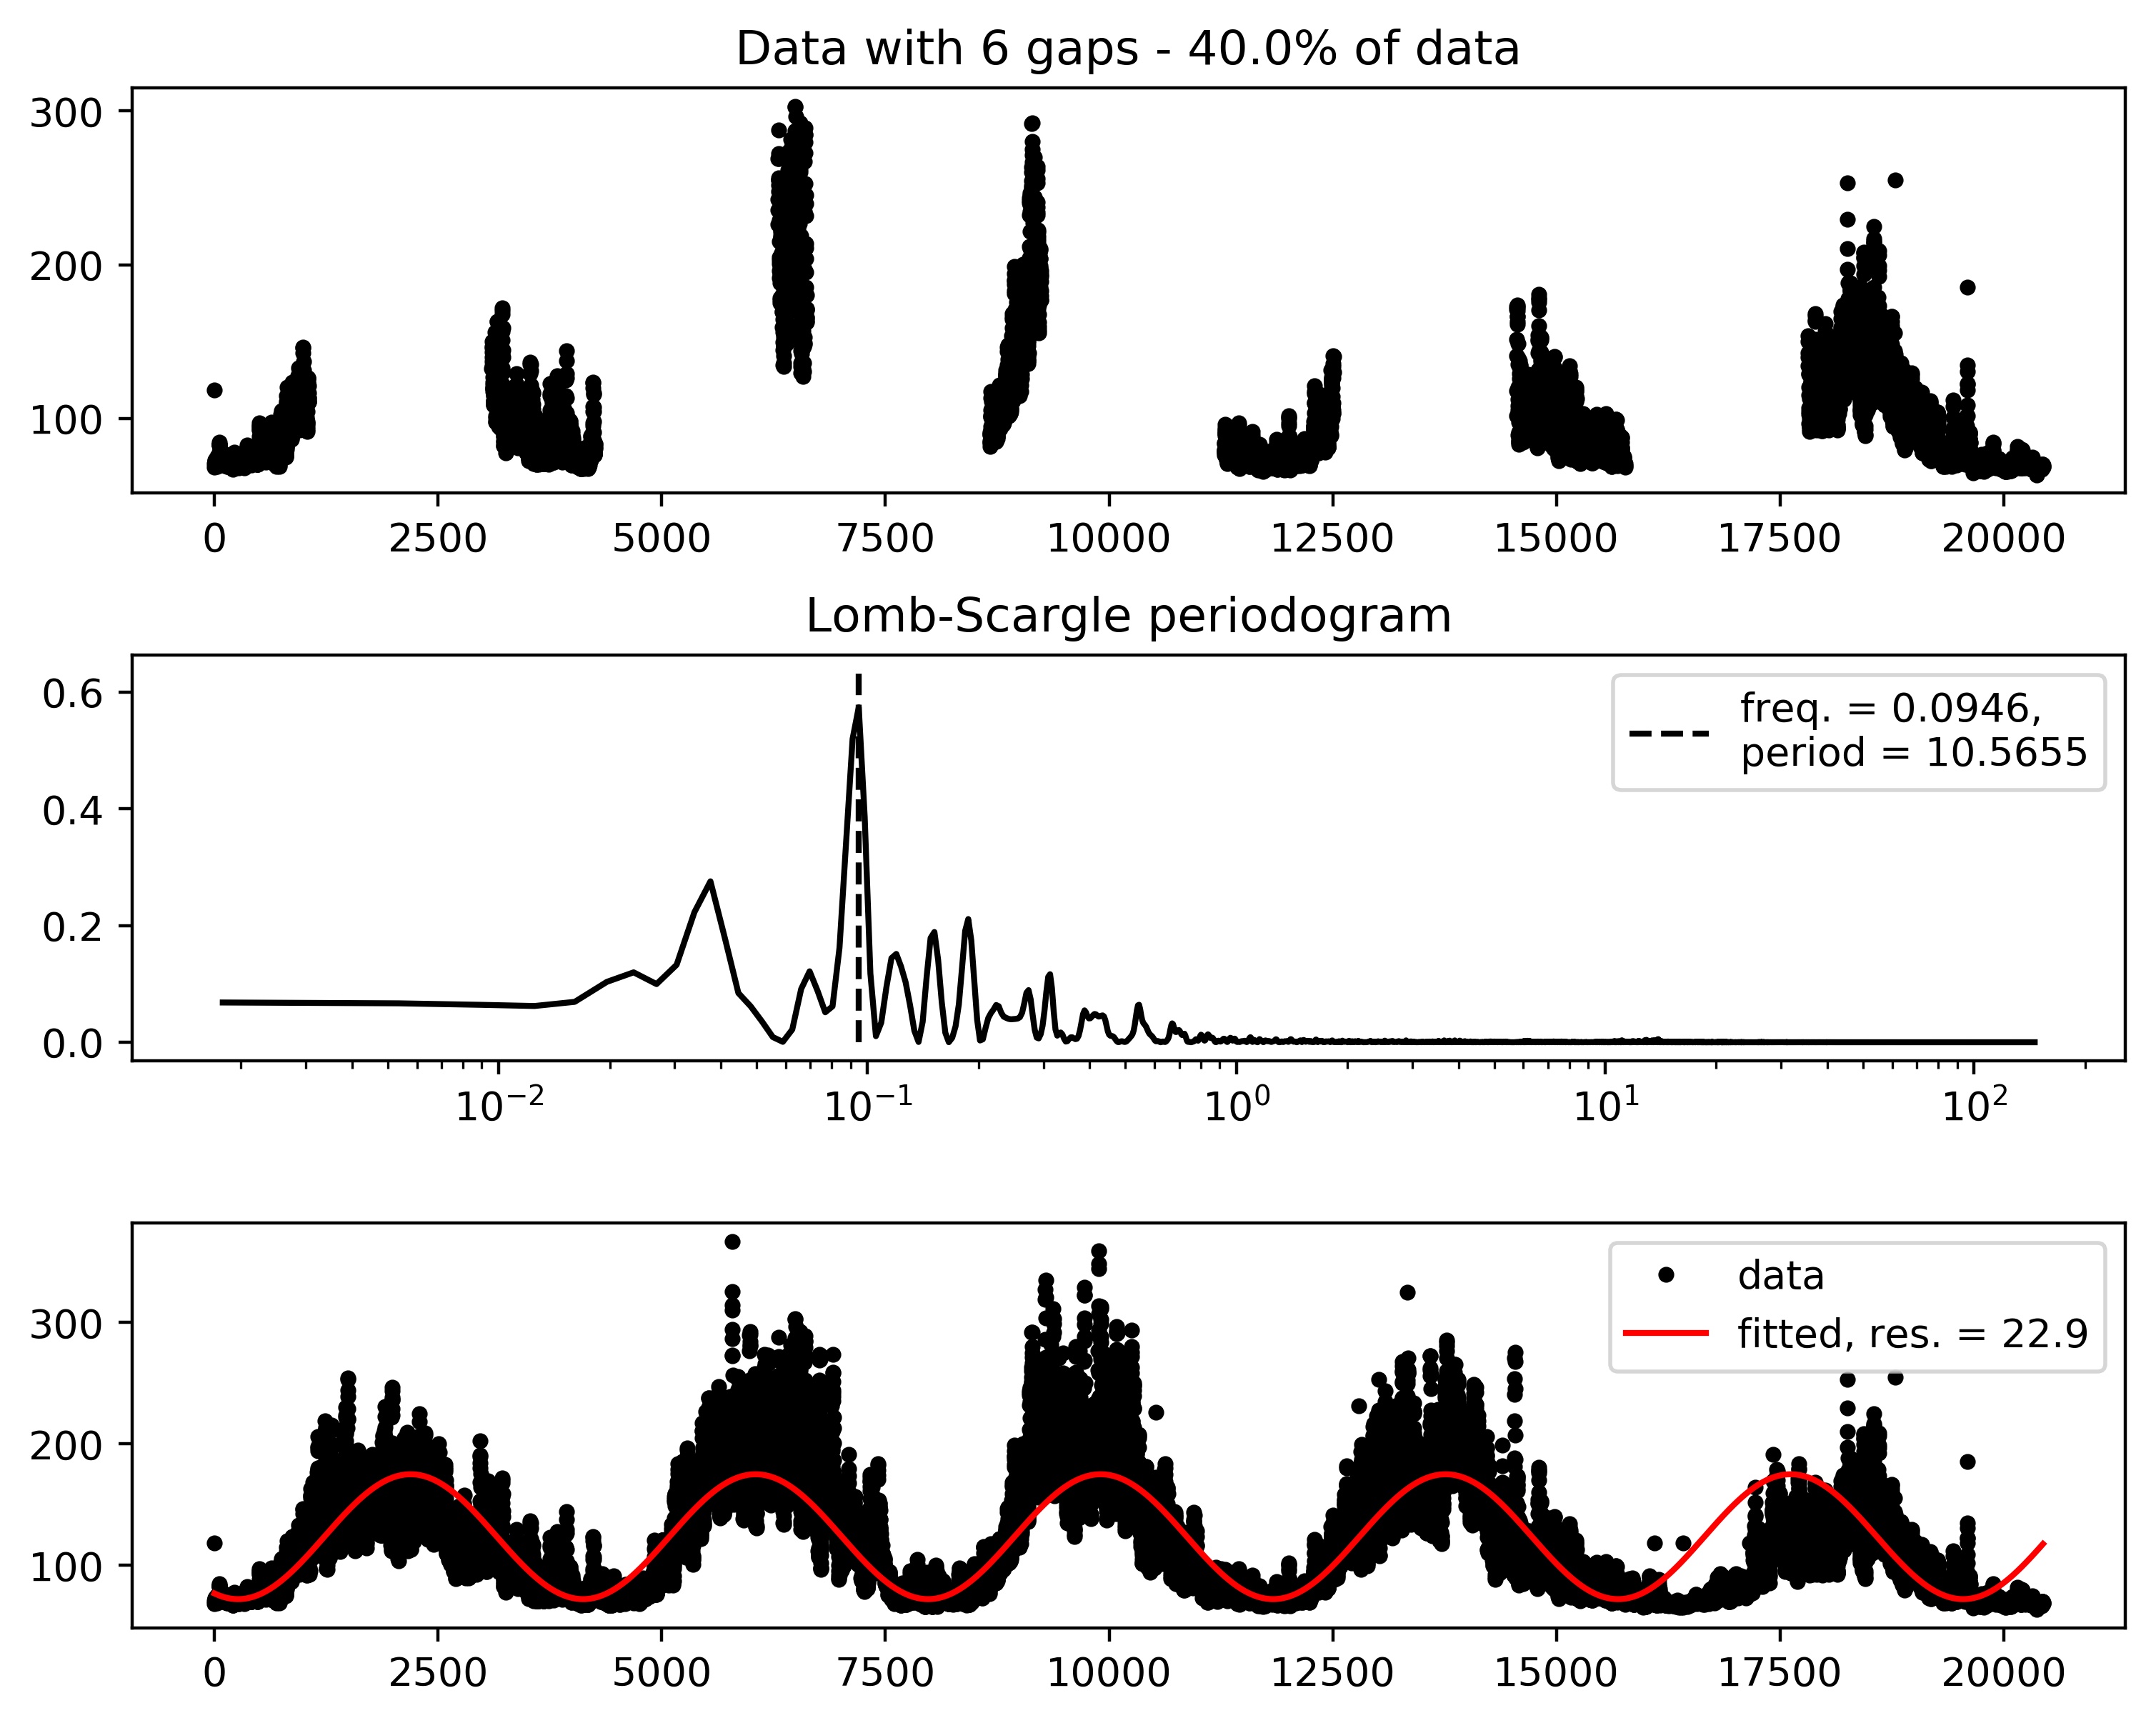 Data with 6 gaps - 40.0% of data
300
200
100
0 2500 5000 7500 10000 12500 15000 17500 20000
Lomb-Scargle periodogram
0.6
0.4
0.2
0.0
freq. = 0.0946,
period = 10.5655
10⁻² 10⁻¹ 10⁰ 10¹ 10²
300
200
100
data
fitted, res. = 22.9
0 2500 5000 7500 10000 12500 15000 17500 20000